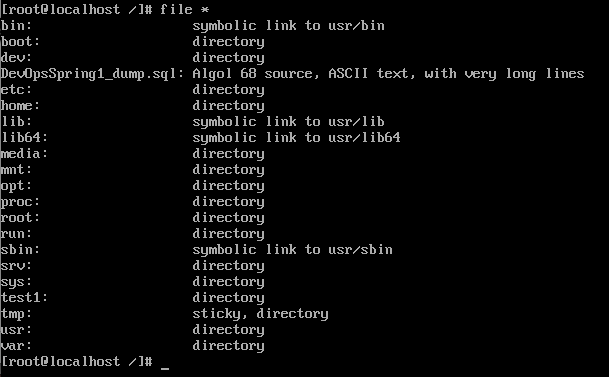 [root@localhost /]# file *
bin:                    symbolic link to usr/bin
boot:                   directory
dev:                    directory
DevOpsSpring1_dump.sql: Algol 68 source, ASCII text, with very long lines
etc:                    directory
home:                   directory
lib:                    symbolic link to usr/lib
lib64:                  symbolic link to usr/lib64
media:                  directory
mnt:                    directory
opt:                    directory
proc:                   directory
root:                   directory
run:                    directory
sbin:                   symbolic link to usr/sbin
srv:                    directory
sys:                    directory
test1:                  directory
tmp:                    sticky, directory
usr:                    directory
var:                    directory
[root@localhost /]# _